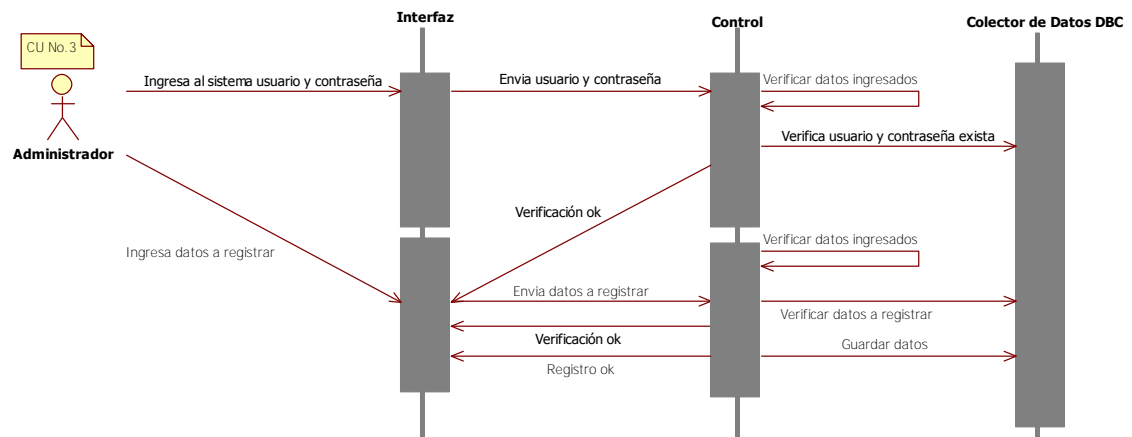 Interfaz
Control
Colector de Datos DBC
CU No.3
Administrador
Ingresa al sistema usuario y contraseña
Envia usuario y contraseña
Verificar datos ingresados
Verifica usuario y contraseña exista
Verificación ok
Ingresa datos a registrar
Verificar datos ingresados
Envia datos a registrar
Verificar datos a registrar
Verificación ok
Guardar datos
Registro ok